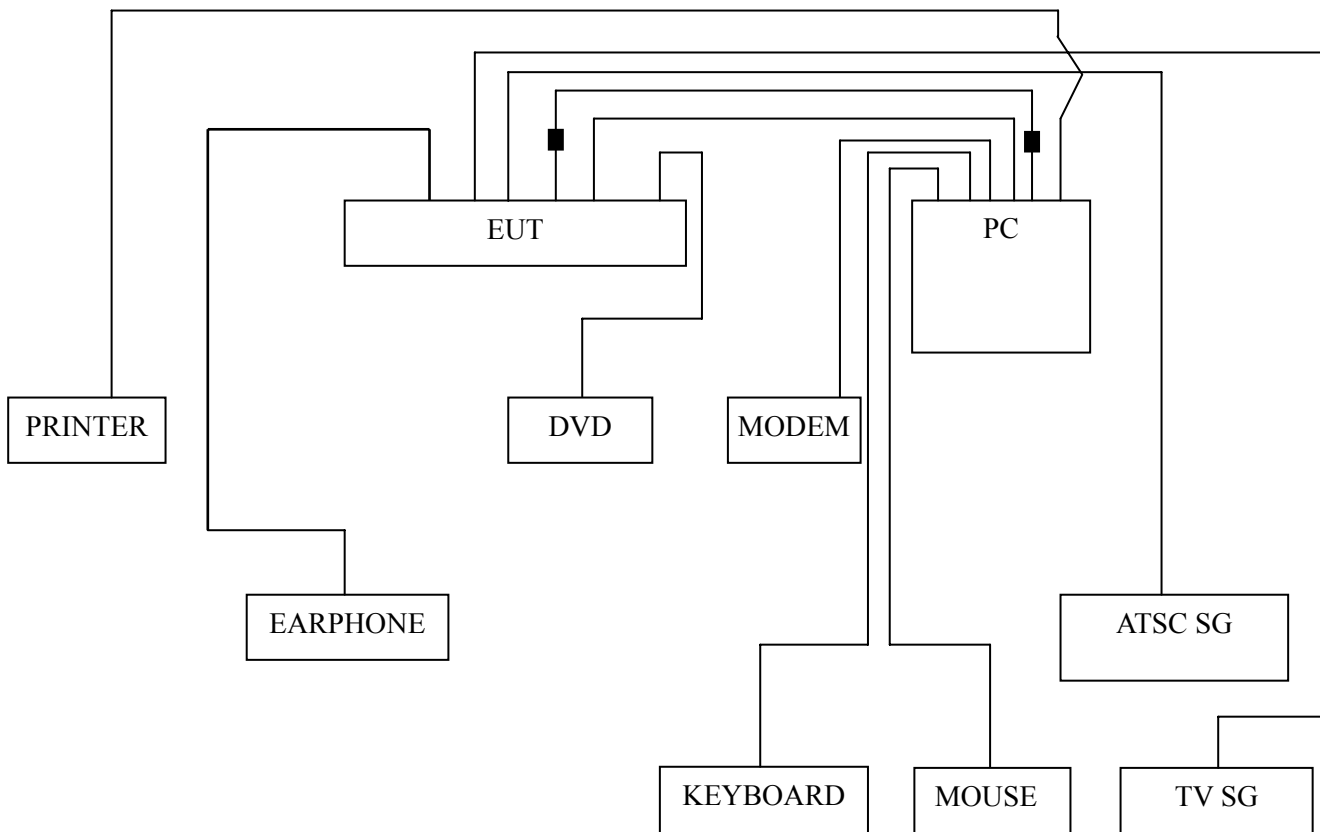 EUT
PC
PRINTER
DVD
MODEM
EARPHONE
ATSC SG
KEYBOARD
MOUSE
TV SG